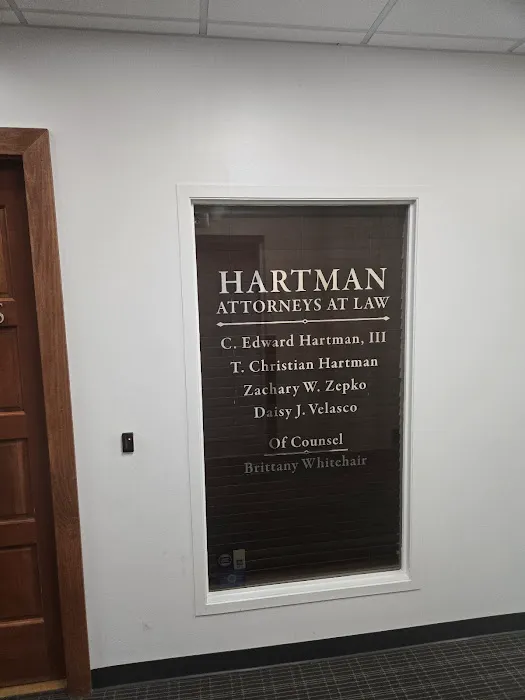 S
HARTMAN
ATTORNEYS AT LAW
C. Edward Hartman, III
T. Christian Hartman
Zachary W. Zepko
Daisy J. Velasco
Of Counsel
Brittany Whitehair